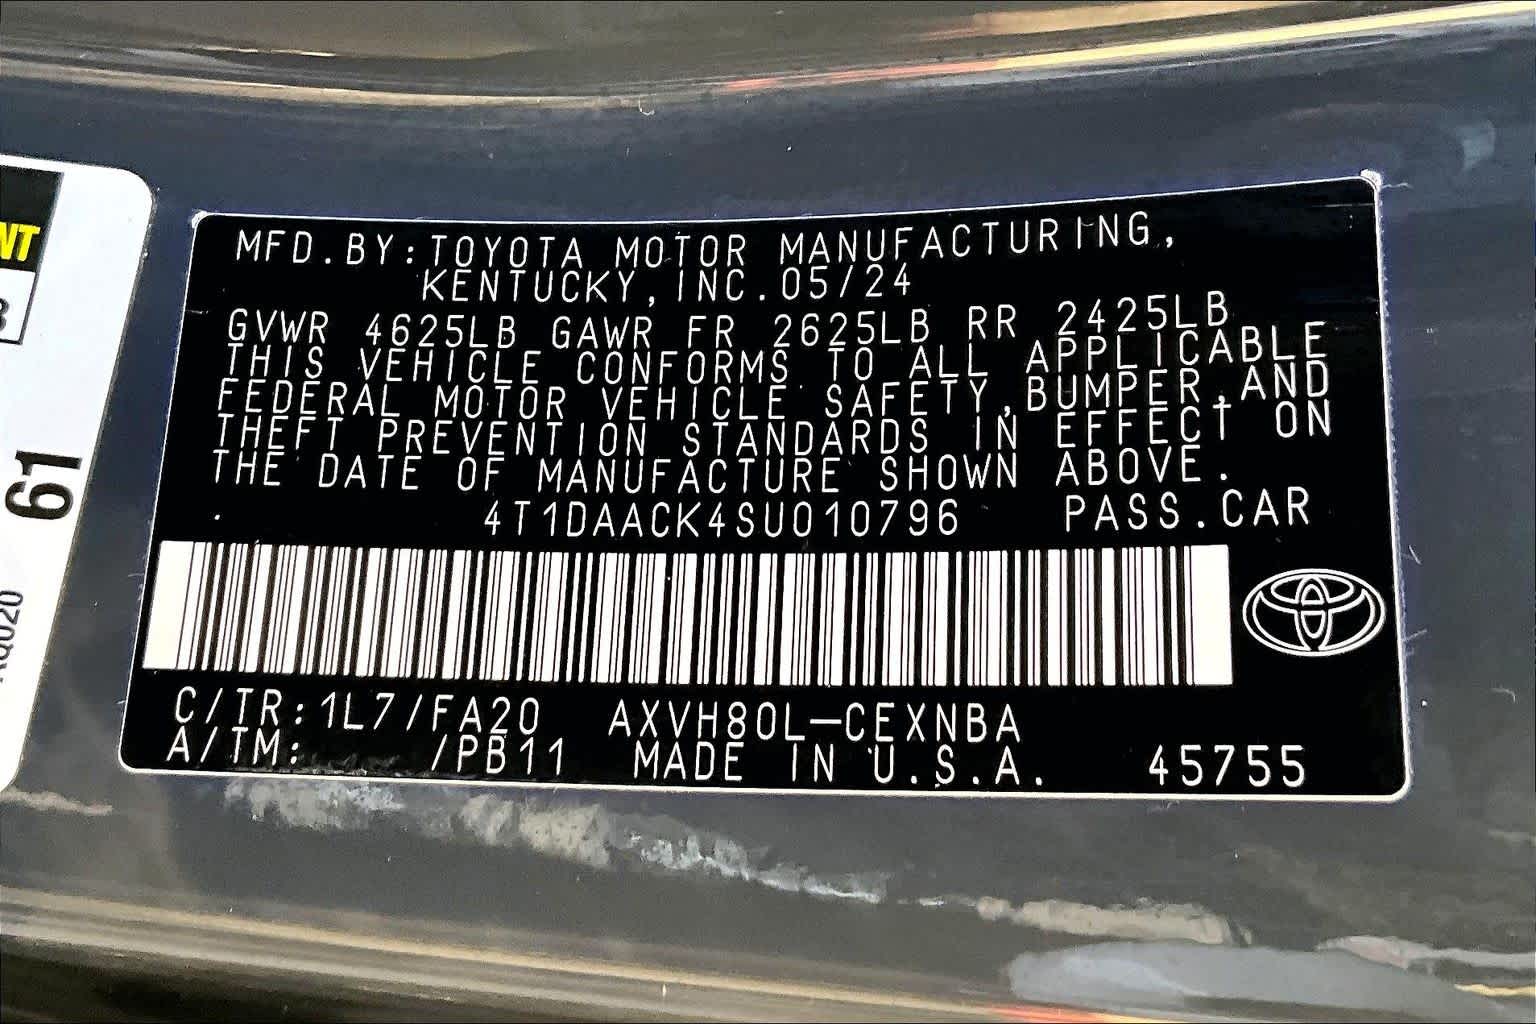 NT
61
MFD.BY:TOYOTA MOTOR MANUFACTURING,
KENTUCKY,INC.05/24
GVWR 4625LB GAWR FR 2625LB RR 2425LB
THIS VEHICLE CONFORMS TO ALL APPLICABLE
FEDERAL MOTOR VEHICLE SAFETY,BUMPER,AND
THEFT PREVENTION STANDARDS IN EFFECT ON
THE DATE OF MANUFACTURE SHOWN ABOVE.
4T1DAACK4SU010796 PASS.CAR
C/TR:1L7/FA20 AXVH80L-CEXNBA
A/TM: /PB11 MADE IN U.S.A. 45755